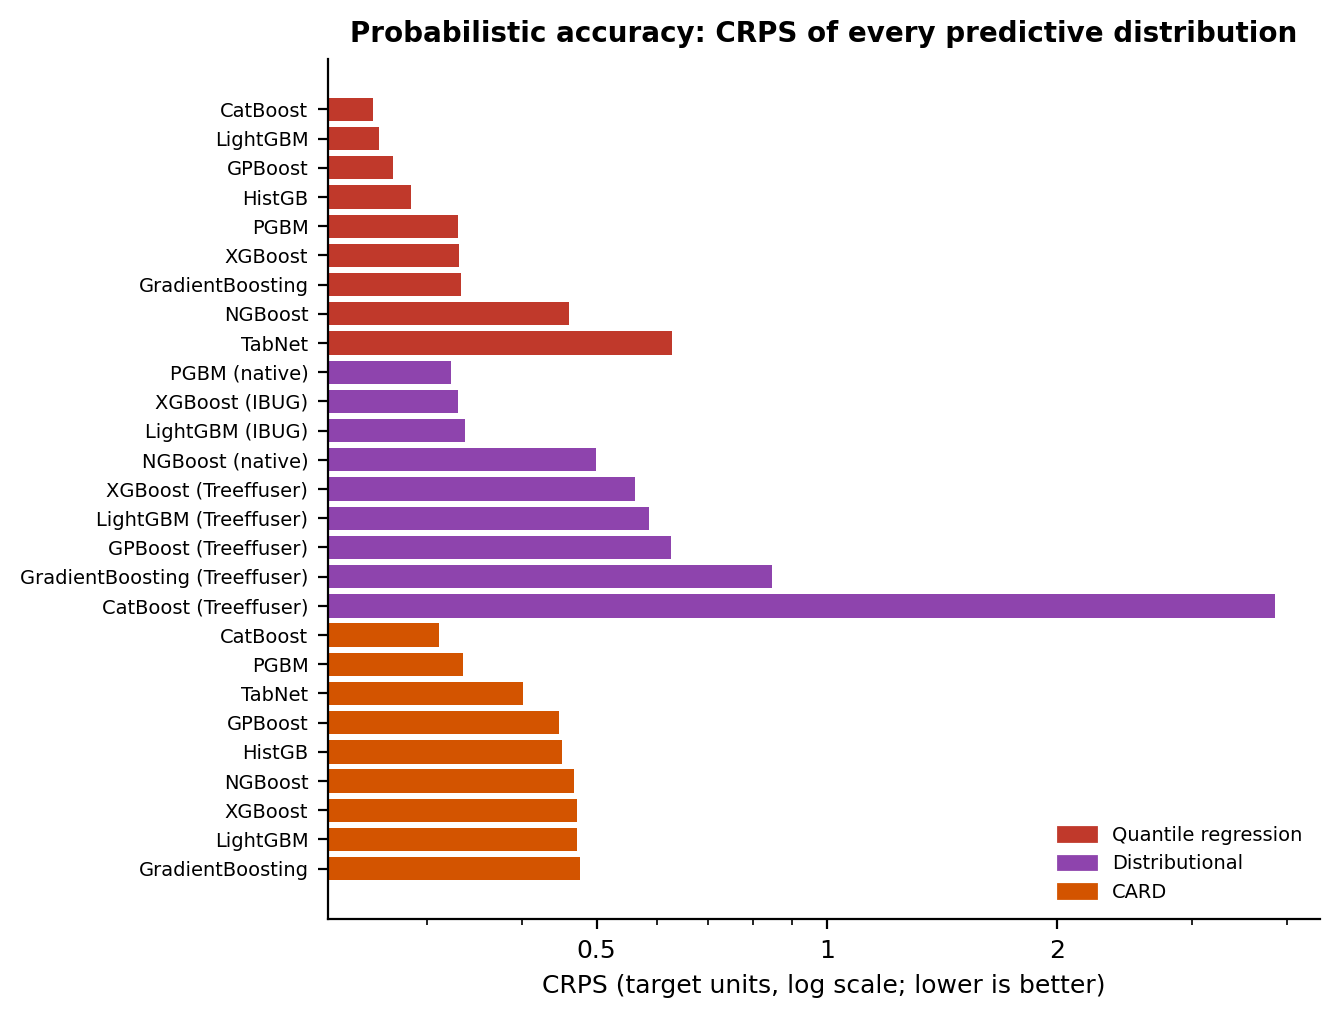 Probabilistic accuracy: CRPS of every predictive distribution
CatBoost
LightGBM
GPBoost
HistGB
PGBM
XGBoost
GradientBoosting
NGBoost
TabNet
PGBM (native)
XGBoost (IBUG)
LightGBM (IBUG)
NGBoost (native)
XGBoost (Treeffuser)
LightGBM (Treeffuser)
GPBoost (Treeffuser)
GradientBoosting (Treeffuser)
CatBoost (Treeffuser)
CatBoost
PGBM
TabNet
GPBoost
HistGB
NGBoost
XGBoost
LightGBM
GradientBoosting
Quantile regression
Distributional
CARD
0.5 1 2
CRPS (target units, log scale; lower is better)